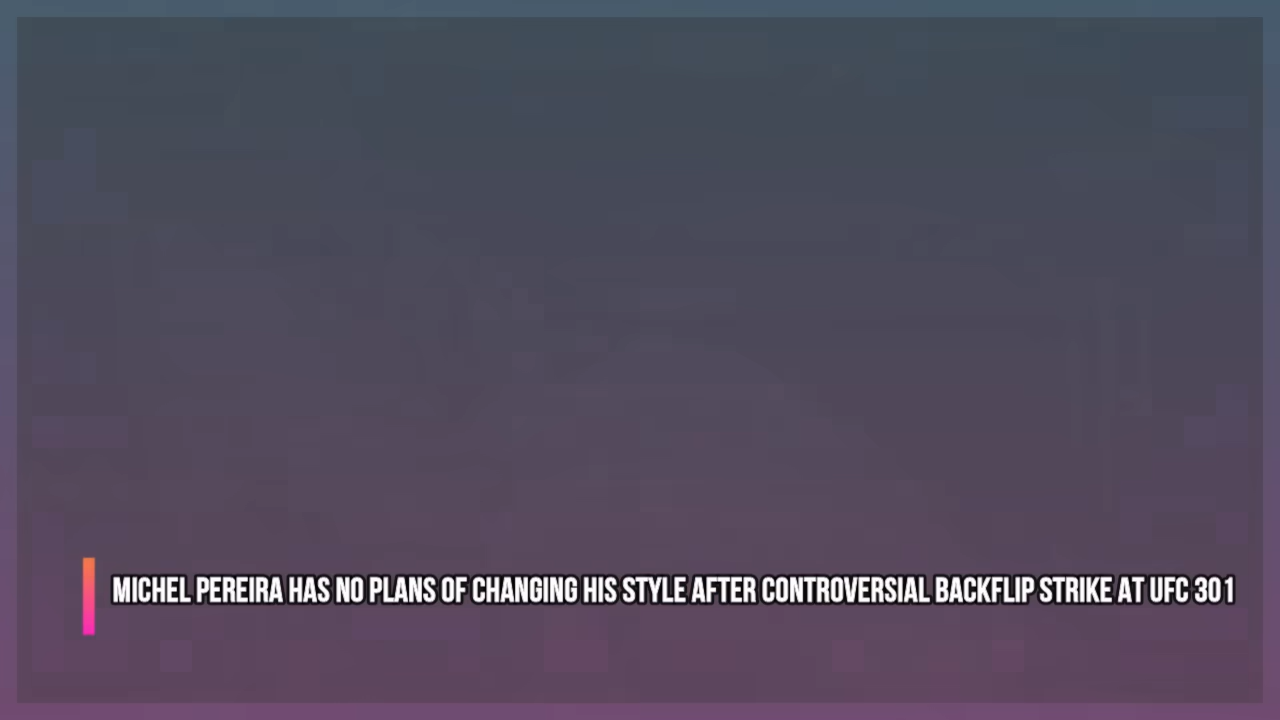 MICHEL PEREIRA HAS NO PLANS OF CHANGING HIS STYLE AFTER CONTROVERSIAL BACKFLIP STRIKE AT UFC 301